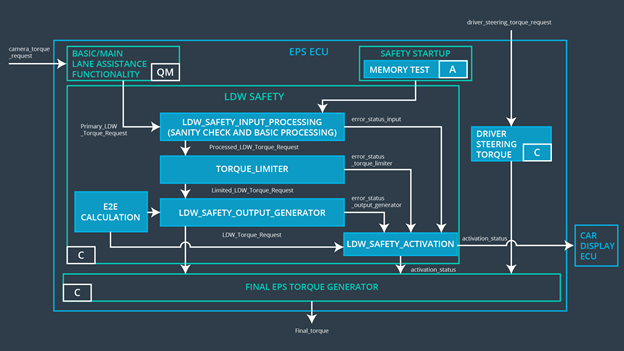 driver_steering_torque_request
camera_torque
_request
EPS ECU
BASIC/MAIN
LANE ASSISTANCE
FUNCTIONALITY
QM
SAFETY STARTUP
MEMORY TEST
A
LDW SAFETY
Primary_LDW
_Torque_Request
LDW_SAFETY_INPUT_PROCESSING
(SANITY CHECK AND BASIC PROCESSING)
error_status_input
Processed_LDW_Torque_Request
DRIVER
STEERING
TORQUE
C
TORQUE_LIMITER
error_status
_torque_limiter
Limited_LDW_Torque_Request
E2E
CALCULATION
LDW_SAFETY_OUTPUT_GENERATOR
error_status
_output_generator
LDW_Torque_Request
LDW_SAFETY_ACTIVATION
activation_status
CAR
DISPLAY
ECU
C
activation_status
C
FINAL EPS TORQUE GENERATOR
Final_torque